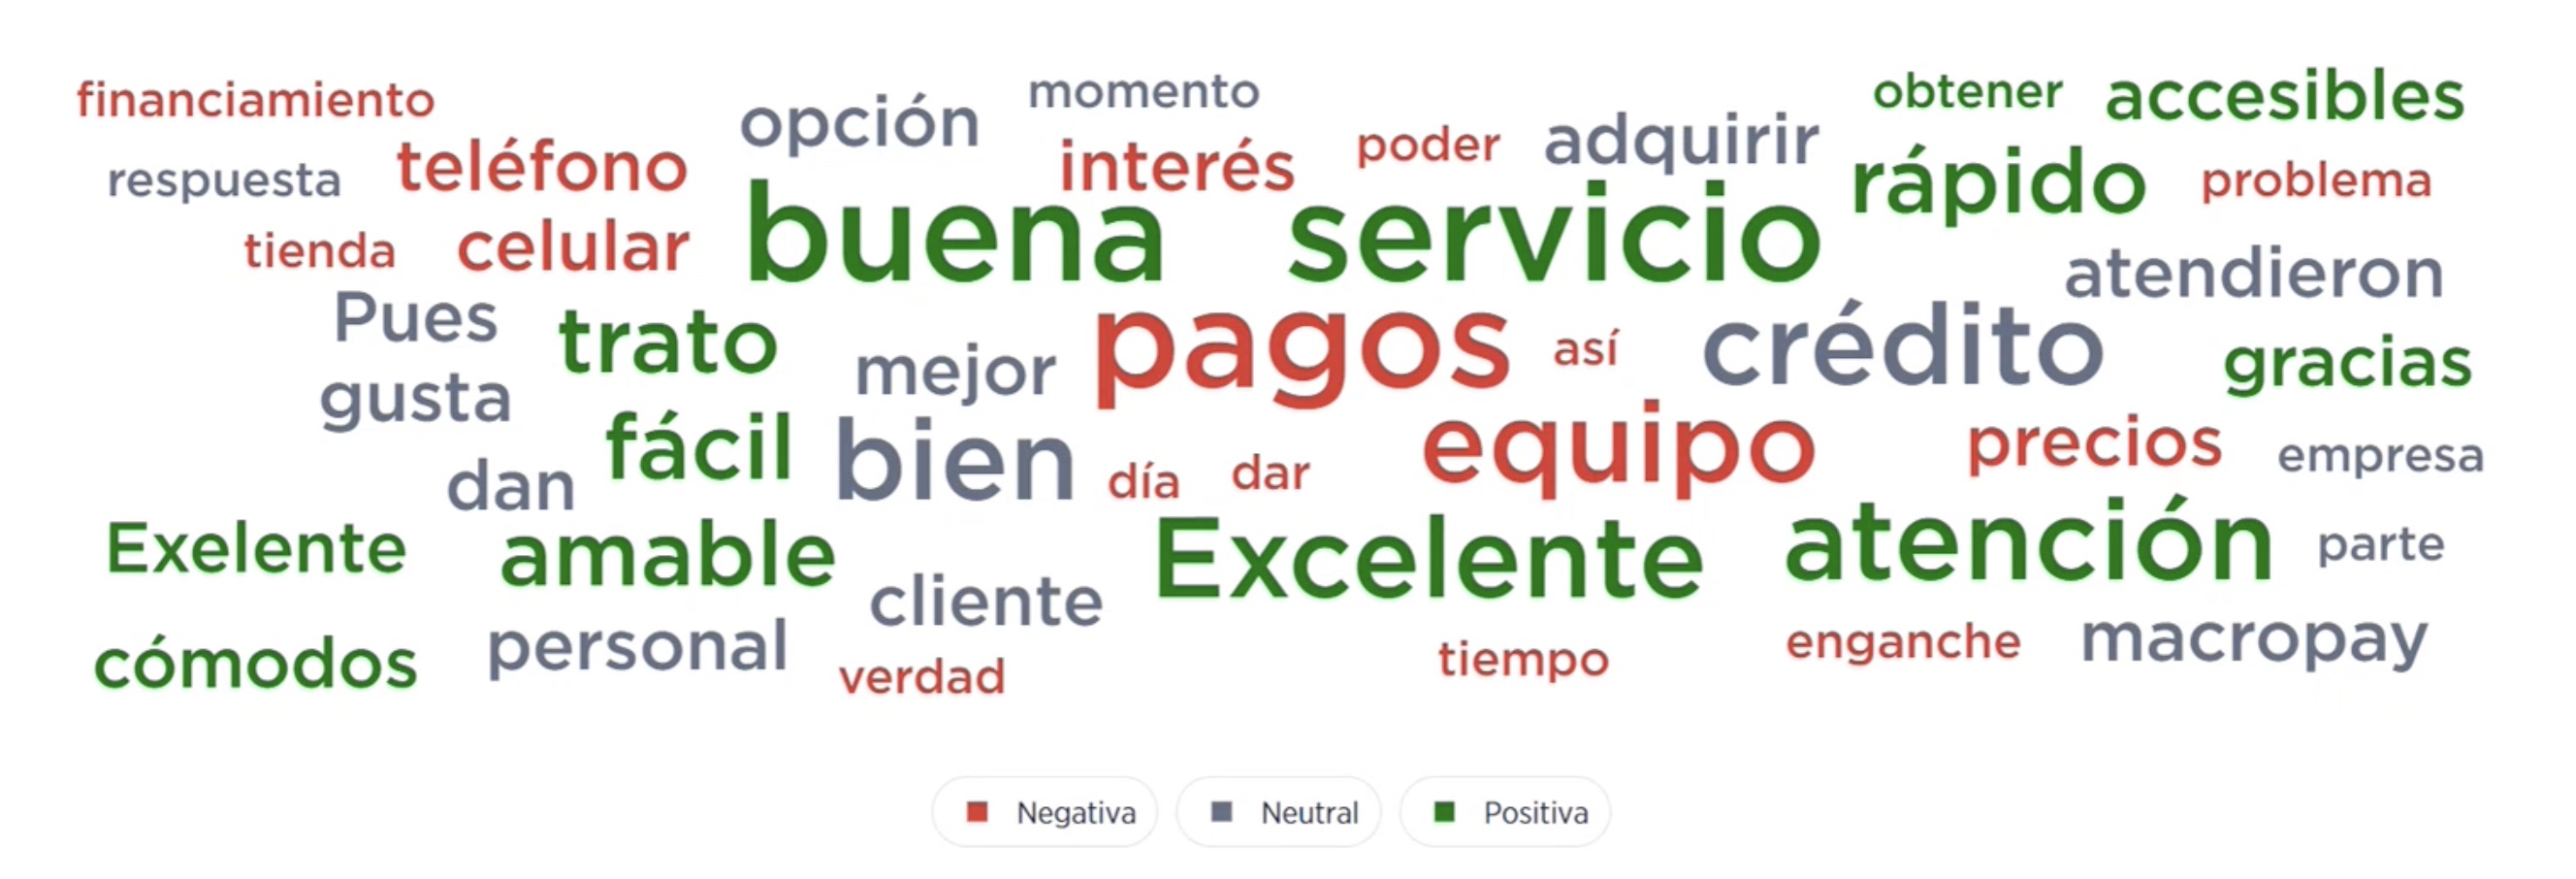 financiamiento momento obtener accesibles
opción poder adquirir
respuesta teléfono interés rápido problema
tienda celular buena servicio atendieron
Pues trato mejor pagos así crédito gracias
gusta fácil bien día dar equipo precios empresa
dan
Exelente amable Excelente atención parte
cliente
cómodos personal verdad tiempo enganche macropay
Negativa Neutral Positiva